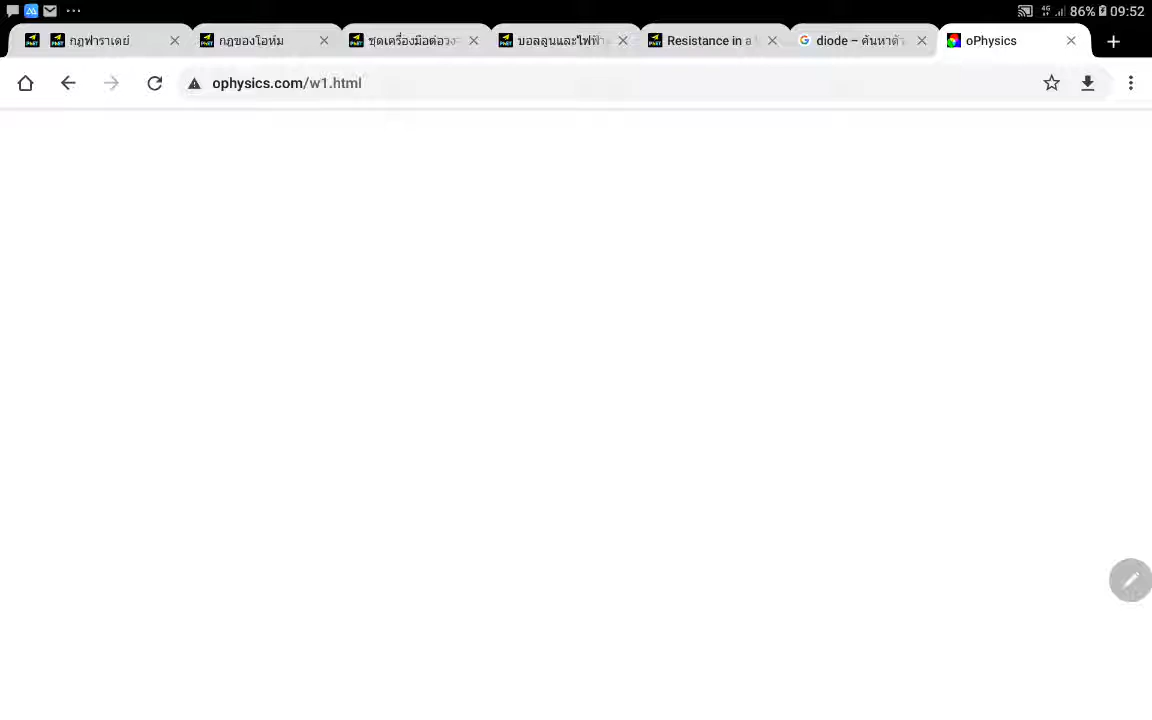 86% 09:52
กฎฟาราเดย์
กฎของโอห์ม
ชุดเครื่องมือต่อวง
บอลลูนและไฟฟ้า
Resistance in a
diode – ค้นหาด้ว
oPhysics
ophysics.com/w1.html